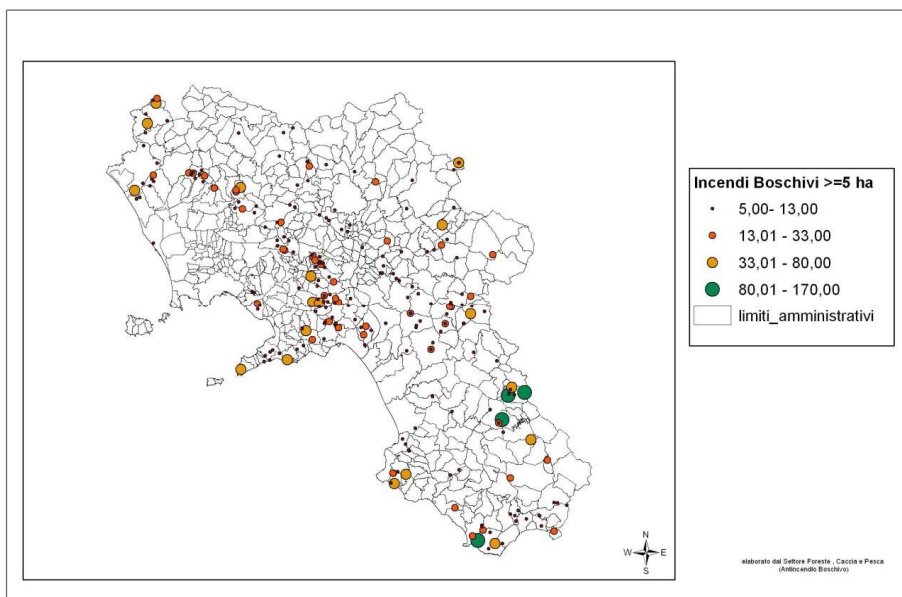 Incendi Boschivi >=5 ha
5,00- 13,00
13,01 - 33,00
33,01 - 80,00
80,01 - 170,00
limiti_amministrativi
N
W E
S
elaborato dal Settore Foreste , Caccia e Pesca
(Antincendio Boschivo)